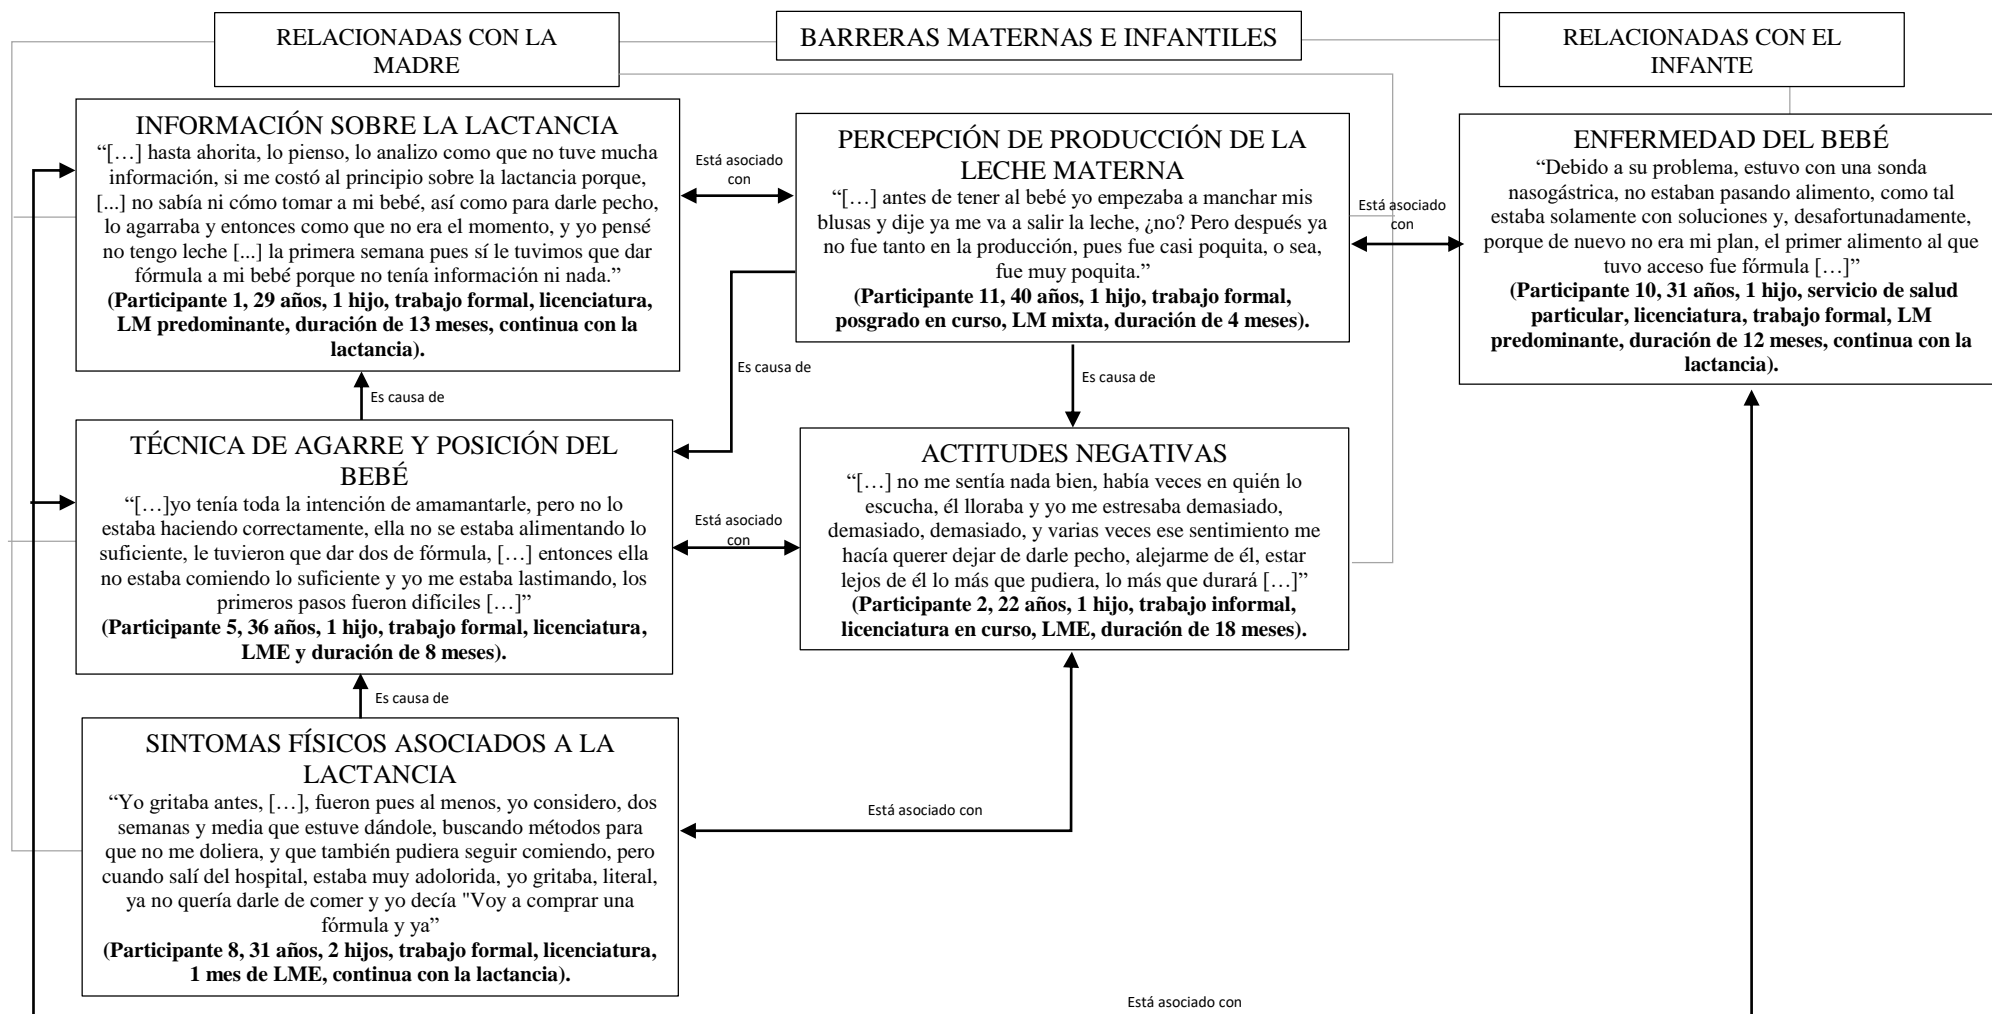 RELACIONADAS CON LA
MADRE
BARRERAS MATERNAS E INFANTILES
RELACIONADAS CON EL
INFANTE
INFORMACIÓN SOBRE LA LACTANCIA
“[…] hasta ahorita, lo pienso, lo analizo como que no tuve mucha
información, si me costó al principio sobre la lactancia porque,
[...] no sabía ni cómo tomar a mi bebé, así como para darle pecho,
lo agarraba y entonces como que no era el momento, y yo pensé
no tengo leche [...] la primera semana pues sí le tuvimos que dar
fórmula a mi bebé porque no tenía información ni nada.”
(Participante 1, 29 años, 1 hijo, trabajo formal, licenciatura,
LM predominante, duración de 13 meses, continua con la
lactancia).
Está asociado
con
PERCEPCIÓN DE PRODUCCIÓN DE LA
LECHE MATERNA
“[…] antes de tener al bebé yo empezaba a manchar mis
blusas y dije ya me va a salir la leche, ¿no? Pero después ya
no fue tanto en la producción, pues fue casi poquita, o sea,
fue muy poquita.”
(Participante 11, 40 años, 1 hijo, trabajo formal,
posgrado en curso, LM mixta, duración de 4 meses).
Está asociado
con
ENFERMEDAD DEL BEBÉ
“Debido a su problema, estuvo con una sonda
nasogástrica, no estaban pasando alimento, como tal
estaba solamente con soluciones y, desafortunadamente,
porque de nuevo no era mi plan, el primer alimento al que
tuvo acceso fue fórmula […]”
(Participante 10, 31 años, 1 hijo, servicio de salud
particular, licenciatura, trabajo formal, LM
predominante, duración de 12 meses, continua con la
lactancia).
Es causa de
Es causa de
Es causa de
TÉCNICA DE AGARRE Y POSICIÓN DEL
BEBÉ
“[…]yo tenía toda la intención de amamantarle, pero no lo
estaba haciendo correctamente, ella no se estaba alimentando lo
suficiente, le tuvieron que dar dos de fórmula, […] entonces ella
no estaba comiendo lo suficiente y yo me estaba lastimando, los
primeros pasos fueron difíciles […]”
(Participante 5, 36 años, 1 hijo, trabajo formal, licenciatura,
LME y duración de 8 meses).
Está asociado
con
ACTITUDES NEGATIVAS
“[…] no me sentía nada bien, había veces en quién lo
escucha, él lloraba y yo me estresaba demasiado,
demasiado, demasiado, y varias veces ese sentimiento me
hacía querer dejar de darle pecho, alejarme de él, estar
lejos de él lo más que pudiera, lo más que durará […]”
(Participante 2, 22 años, 1 hijo, trabajo informal,
licenciatura en curso, LME, duración de 18 meses).
Es causa de
SINTOMAS FÍSICOS ASOCIADOS A LA
LACTANCIA
“Yo gritaba antes, […], fueron pues al menos, yo considero, dos
semanas y media que estuve dándole, buscando métodos para
que no me doliera, y que también pudiera seguir comiendo, pero
cuando salí del hospital, estaba muy adolorida, yo gritaba, literal,
ya no quería darle de comer y yo decía "Voy a comprar una
fórmula y ya”
(Participante 8, 31 años, 2 hijos, trabajo formal, licenciatura,
1 mes de LME, continua con la lactancia).
Está asociado con
Está asociado con